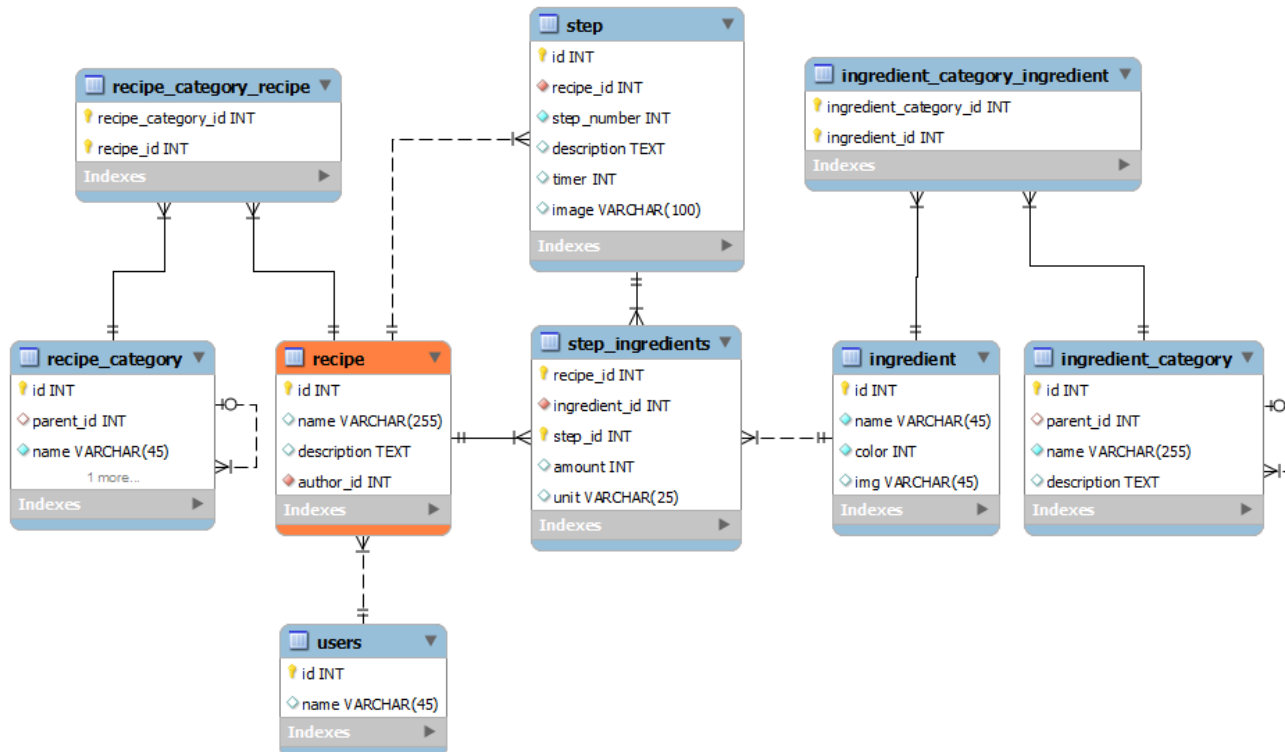 step
id INT
recipe_id INT
step_number INT
description TEXT
timer INT
image VARCHAR(100)
Indexes
recipe_category_recipe
recipe_category_id INT
recipe_id INT
Indexes
ingredient_category_ingredient
ingredient_category_id INT
ingredient_id INT
Indexes
recipe_category
id INT
parent_id INT
name VARCHAR(45)
1 more...
Indexes
recipe
id INT
name VARCHAR(255)
description TEXT
author_id INT
Indexes
step_ingredients
recipe_id INT
ingredient_id INT
step_id INT
amount INT
unit VARCHAR(25)
Indexes
ingredient
id INT
name VARCHAR(45)
color INT
img VARCHAR(45)
Indexes
ingredient_category
id INT
parent_id INT
name VARCHAR(255)
description TEXT
Indexes
users
id INT
name VARCHAR(45)
Indexes